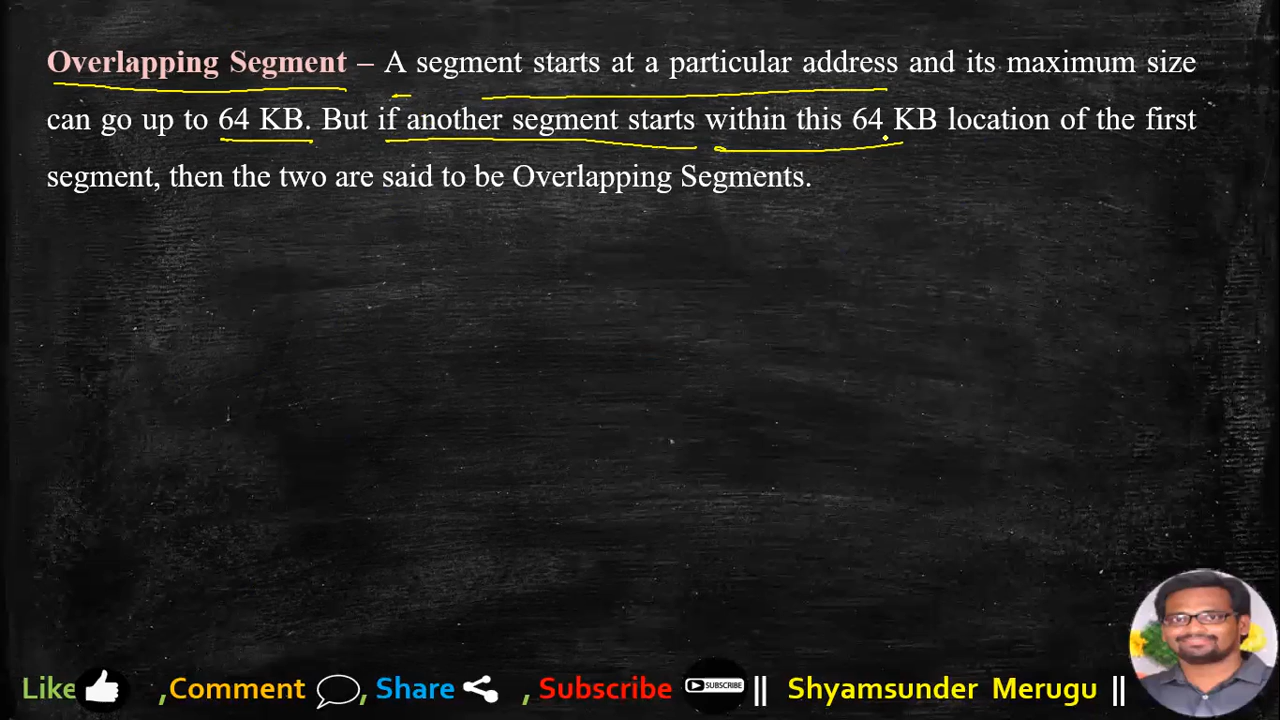 Overlapping Segment – A segment starts at a particular address and its maximum size
can go up to 64 KB. But if another segment starts within this 64 KB location of the first
segment, then the two are said to be Overlapping Segments.
Like , Comment , Share , Subscribe SUBSCRIBE || Shyamsunder Merugu ||